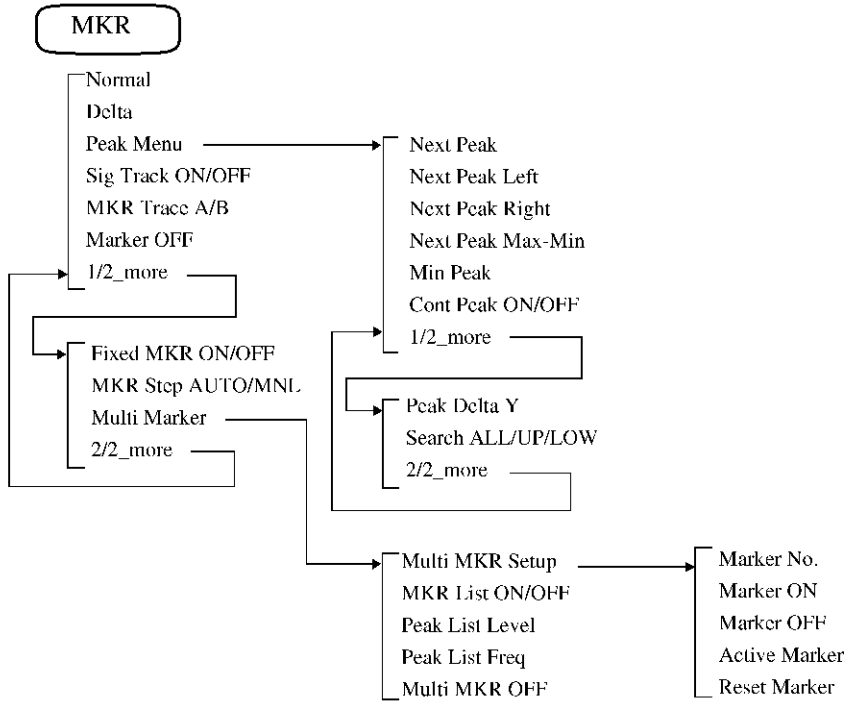 MKR
Normal
Delta
Peak Menu
Sig Track ON/OFF
MKR Trace A/B
Marker OFF
1/2_more
Fixed MKR ON/OFF
MKR Step AUTO/MNL
Multi Marker
2/2_more
Next Peak
Next Peak Left
Next Peak Right
Next Peak Max-Min
Min Peak
Cont Peak ON/OFF
1/2_more
Peak Delta Y
Search ALL/UP/LOW
2/2_more
Multi MKR Setup
MKR List ON/OFF
Peak List Level
Peak List Freq
Multi MKR OFF
Marker No.
Marker ON
Marker OFF
Active Marker
Reset Marker